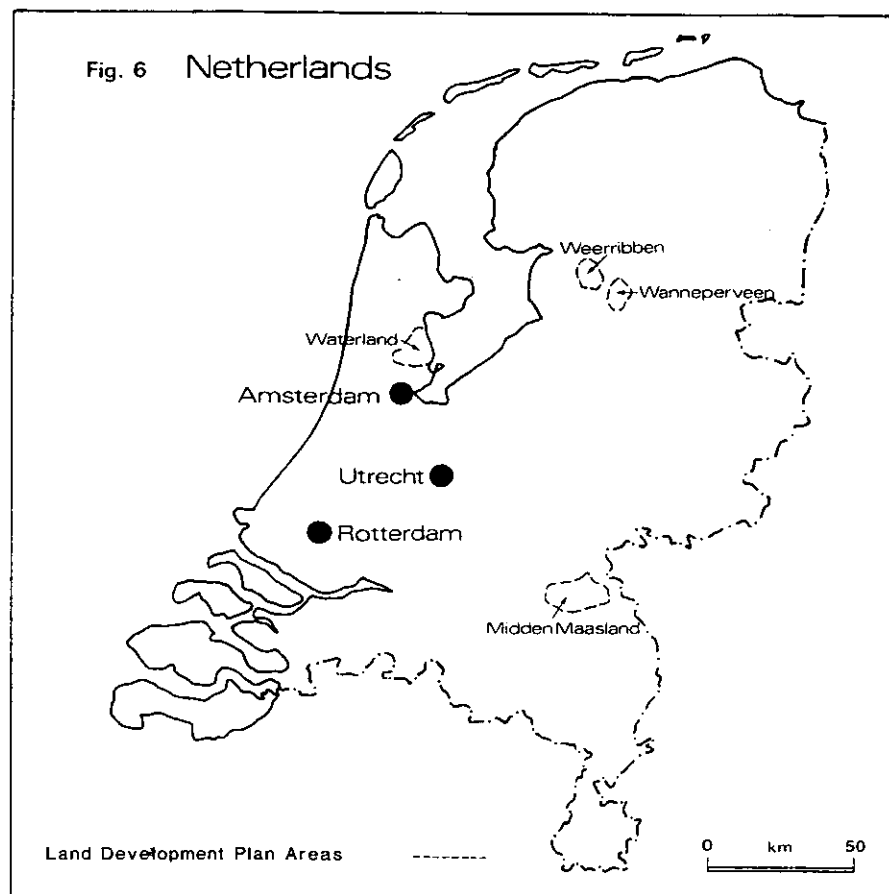 Fig. 6 Netherlands
Weerribben
Wanneperveen
Waterland
Amsterdam
Utrecht
Rotterdam
Midden Maasland
Land Development Plan Areas
0 km 50